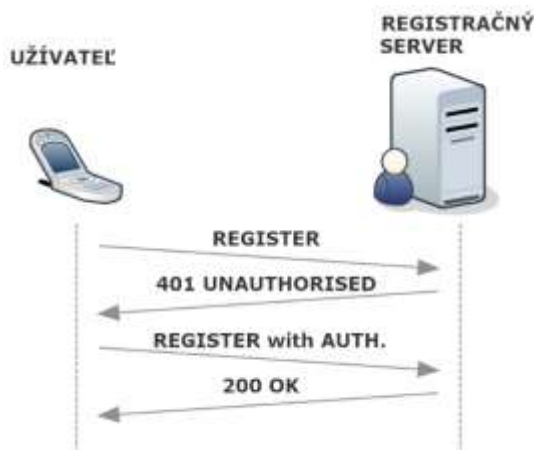 UŽÍVATEĽ
REGISTRAČNÝ
SERVER
REGISTER
401 UNAUTHORISED
REGISTER with AUTH.
200 OK